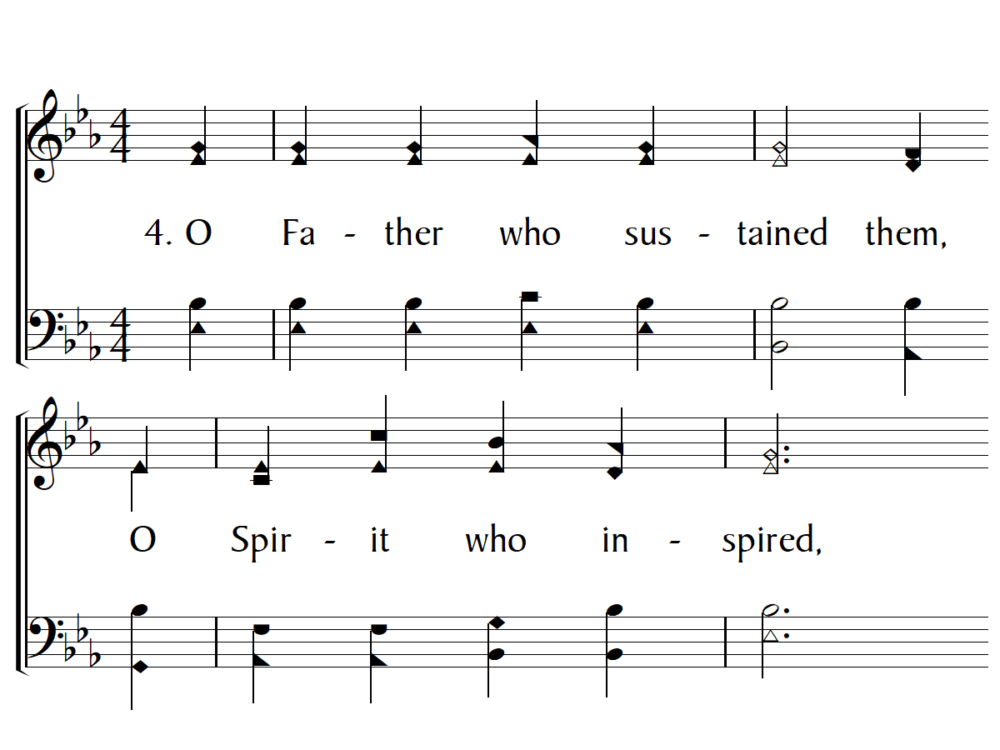 4. O Fa - ther who sus - tained them,
O Spir - it who in - spired,